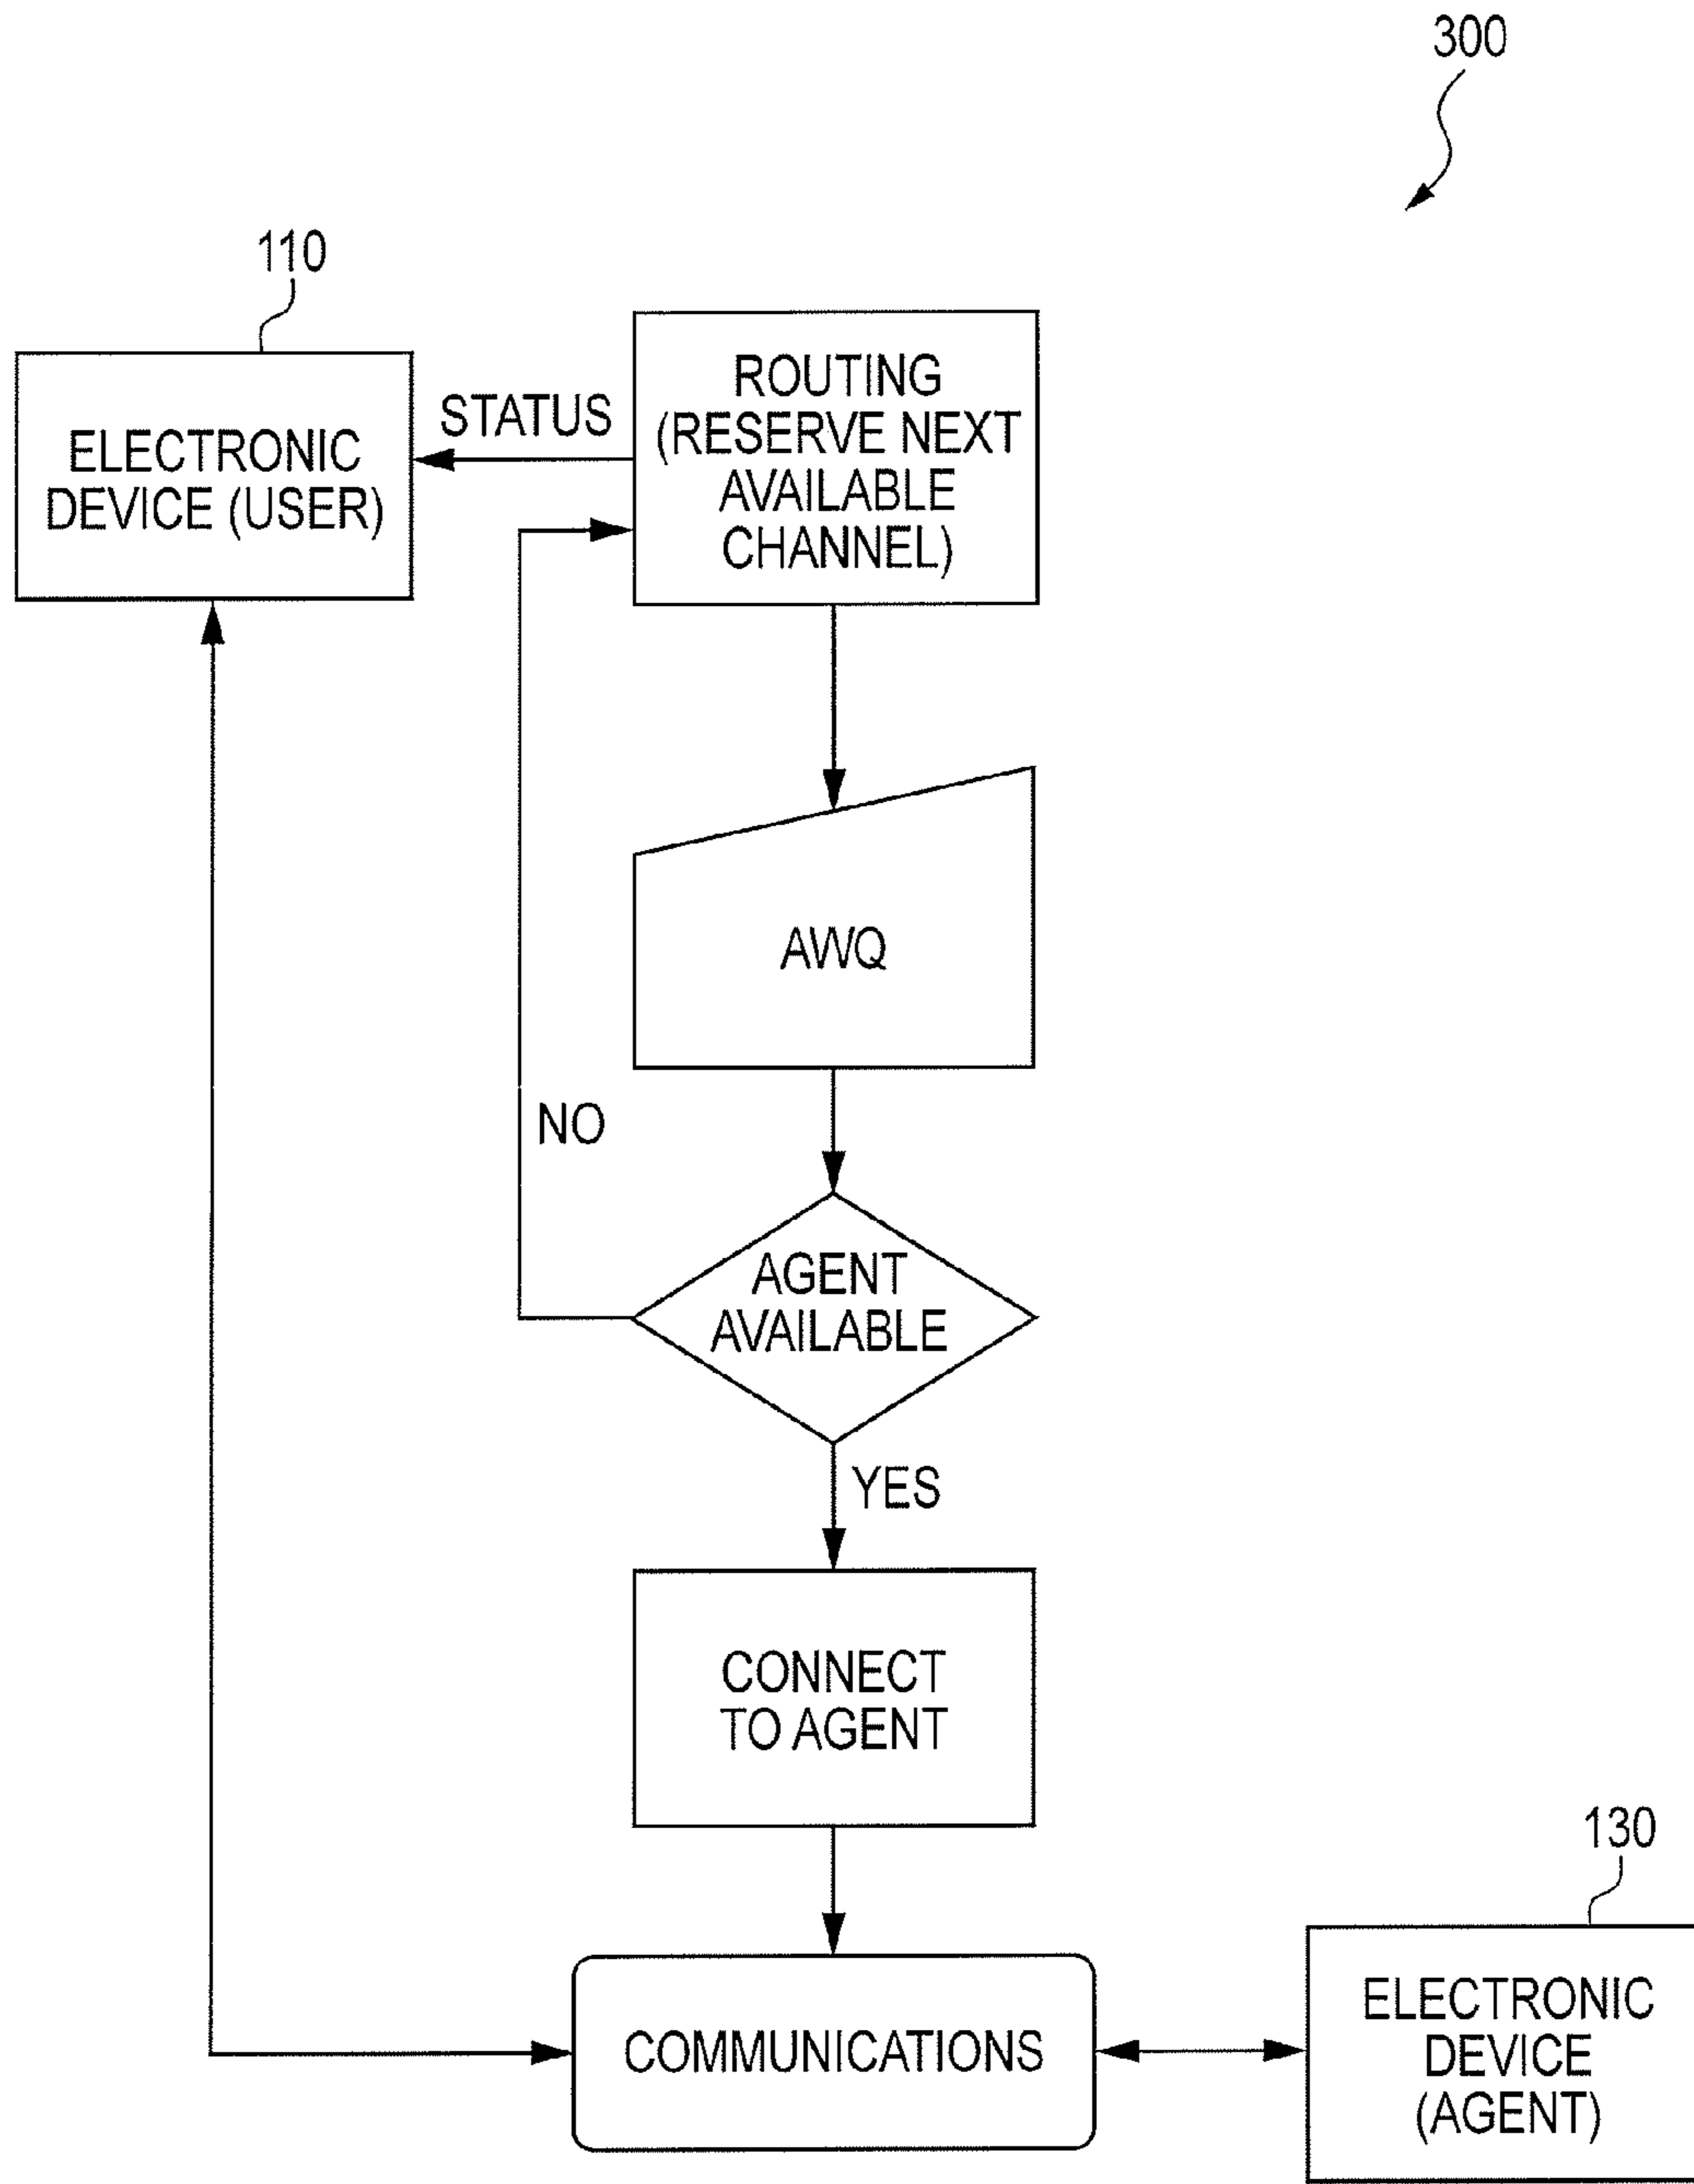 300
110
ELECTRONIC
DEVICE (USER)
STATUS
ROUTING
(RESERVE NEXT
AVAILABLE
CHANNEL)
AWQ
NO
AGENT
AVAILABLE
YES
CONNECT
TO AGENT
COMMUNICATIONS
130
ELECTRONIC
DEVICE
(AGENT)